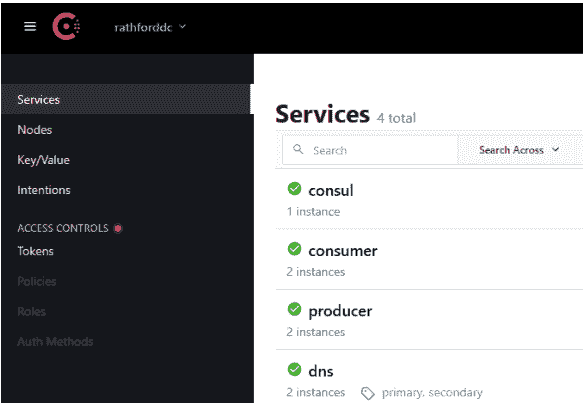 rathforddc
Services
Nodes
Key/Value
Intentions
ACCESS CONTROLS
Tokens
Policies
Roles
Auth Methods
Services 4 total
Search Search Across
consul
1 instance
consumer
2 instances
producer
2 instances
dns
2 instances primary, secondary